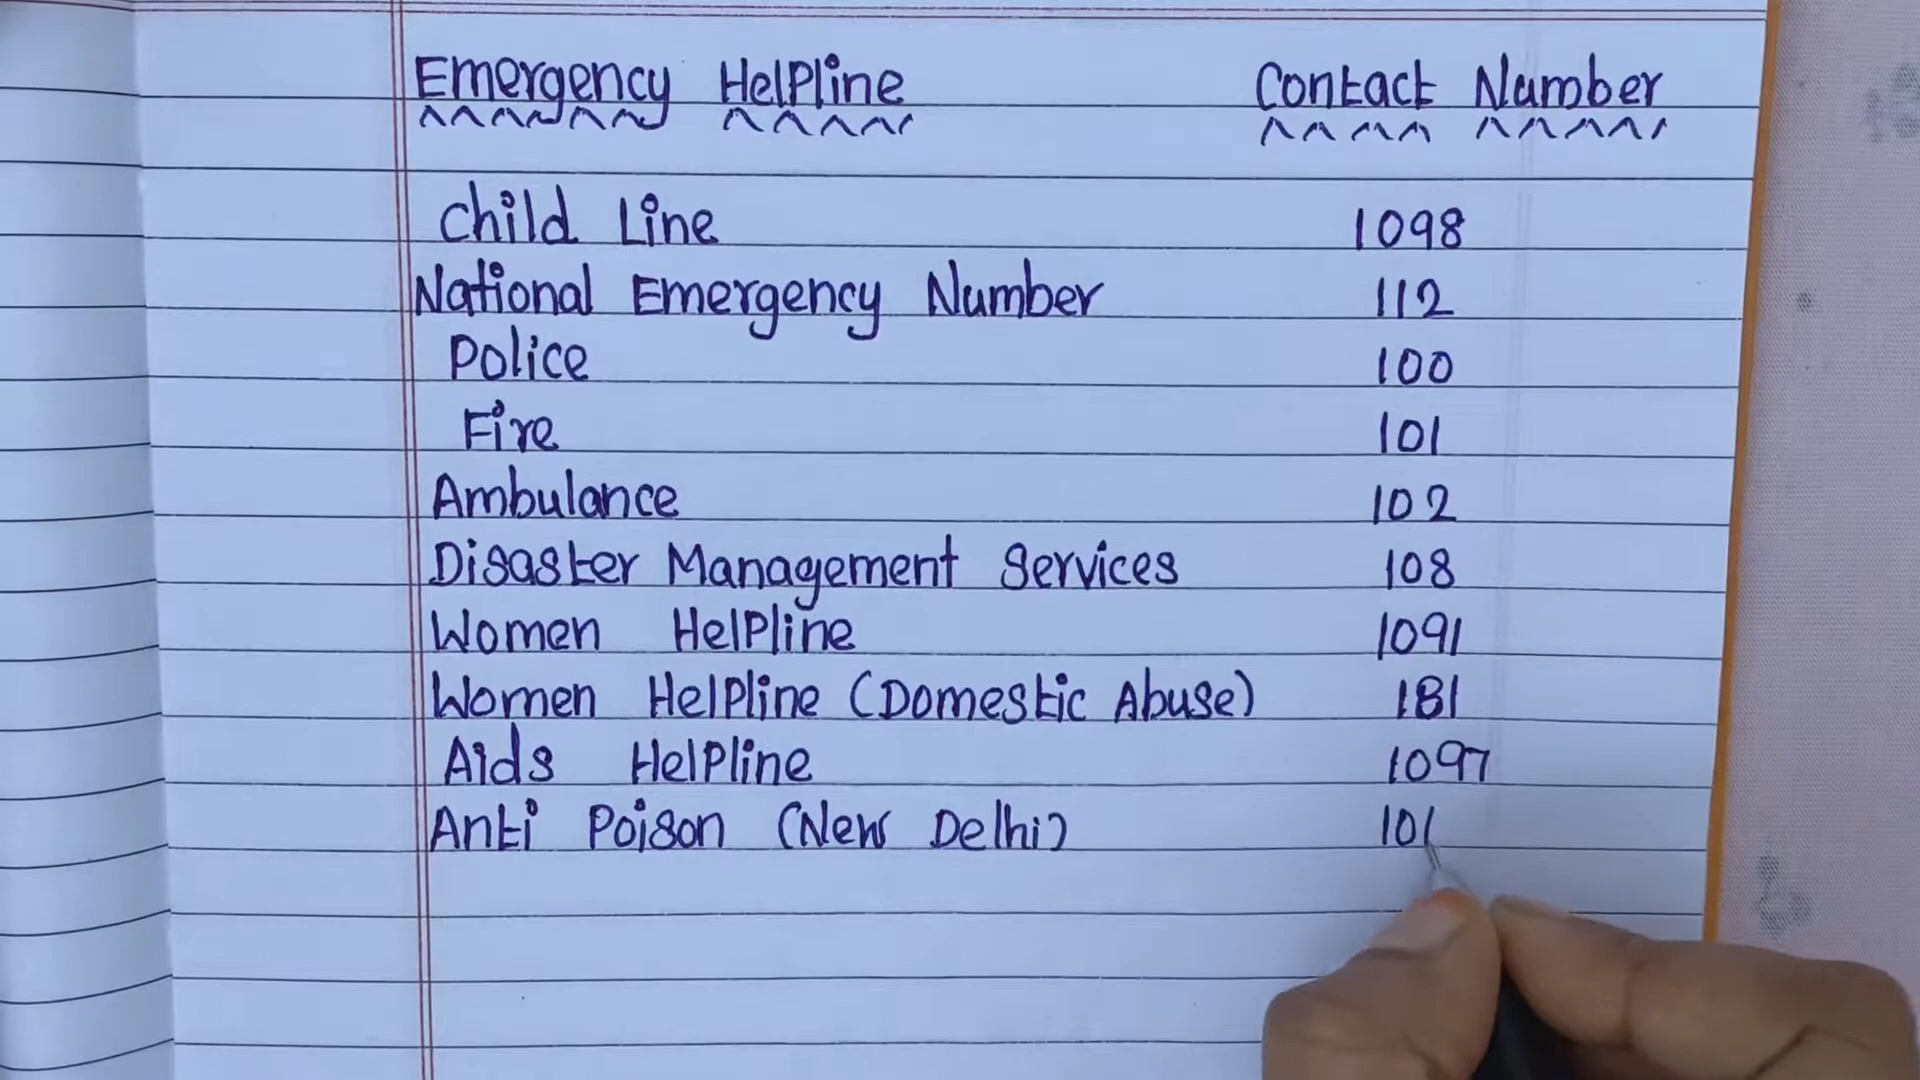 Emergency Helpline Contact Number
Child Line 1098
National Emergency Number 112
Police 100
Fire 101
Ambulance 102
Disaster Management Services 108
Women Helpline 1091
Women Helpline (Domestic Abuse) 181
Aids Helpline 1097
Anti Poison (New Delhi) 101